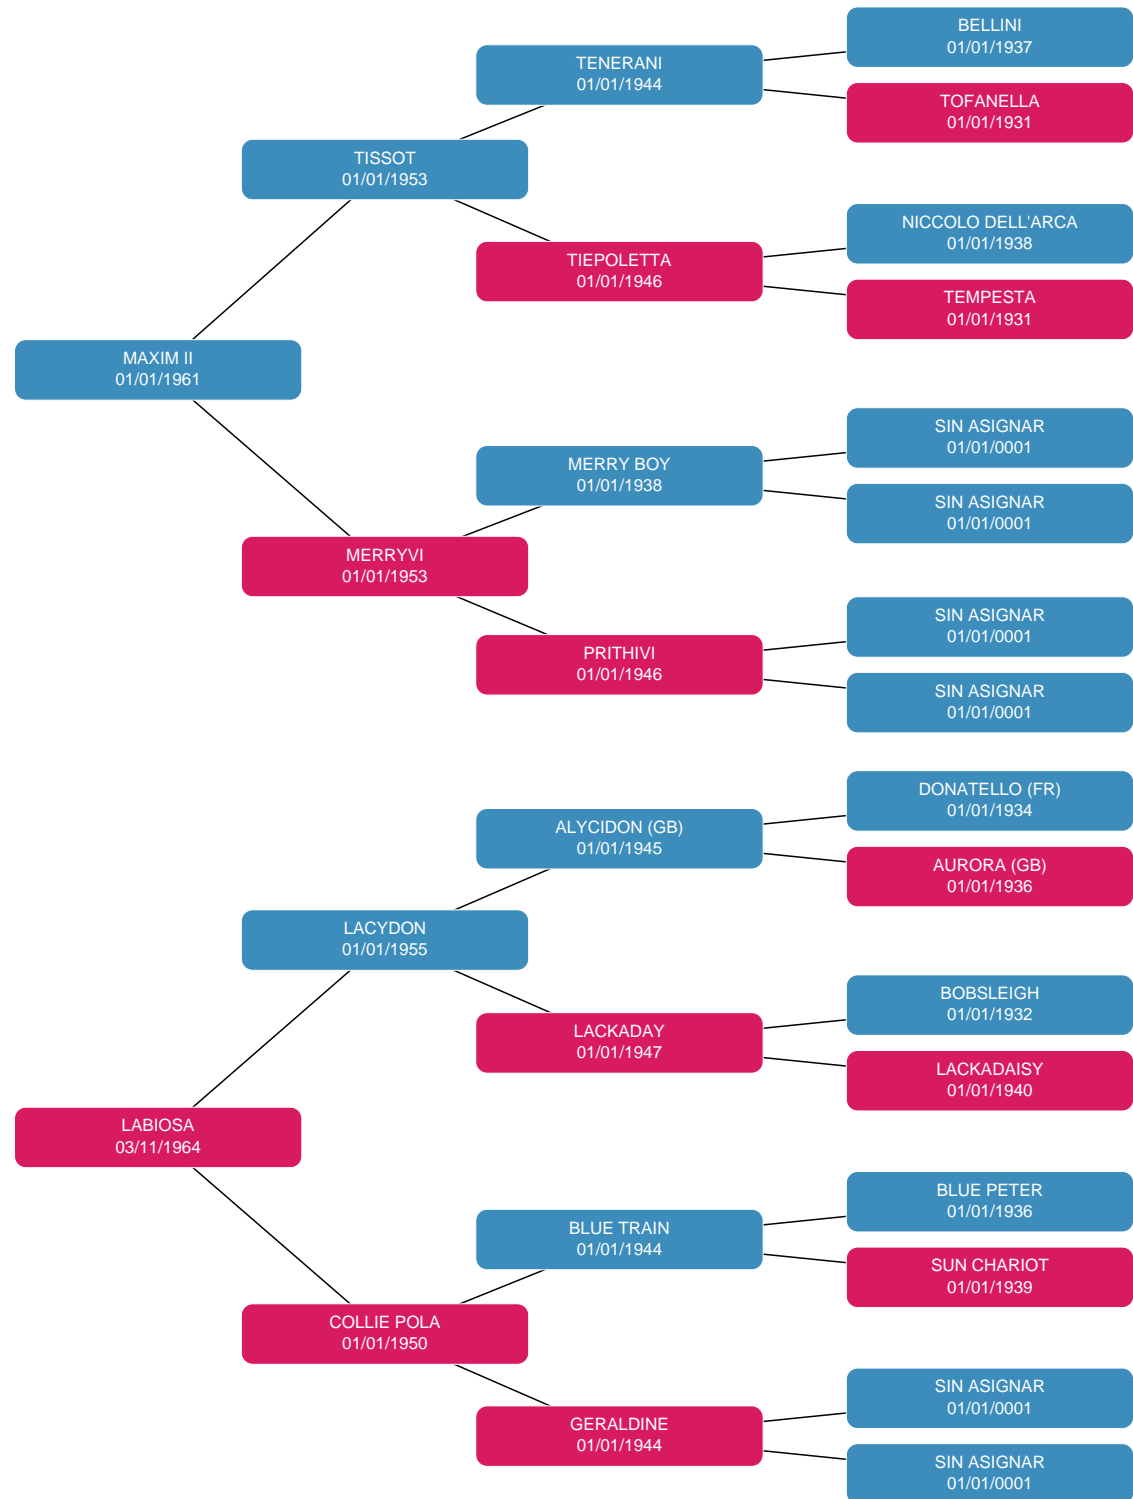 BELLINI
01/01/1937
TENERANI
01/01/1944
TOFANELLA
01/01/1931
TISSOT
01/01/1953
NICCOLO DELL'ARCA
01/01/1938
TIEPOLETTA
01/01/1946
TEMPESTA
01/01/1931
MAXIM II
01/01/1961
SIN ASIGNAR
01/01/0001
MERRY BOY
01/01/1938
SIN ASIGNAR
01/01/0001
MERRYVI
01/01/1953
SIN ASIGNAR
01/01/0001
PRITHIVI
01/01/1946
SIN ASIGNAR
01/01/0001
DONATELLO (FR)
01/01/1934
ALYCIDON (GB)
01/01/1945
AURORA (GB)
01/01/1936
LACYDON
01/01/1955
BOBSLEIGH
01/01/1932
LACKADAY
01/01/1947
LACKADAISY
01/01/1940
LABIOSA
03/11/1964
BLUE PETER
01/01/1936
BLUE TRAIN
01/01/1944
SUN CHARIOT
01/01/1939
COLLIE POLA
01/01/1950
SIN ASIGNAR
01/01/0001
GERALDINE
01/01/1944
SIN ASIGNAR
01/01/0001